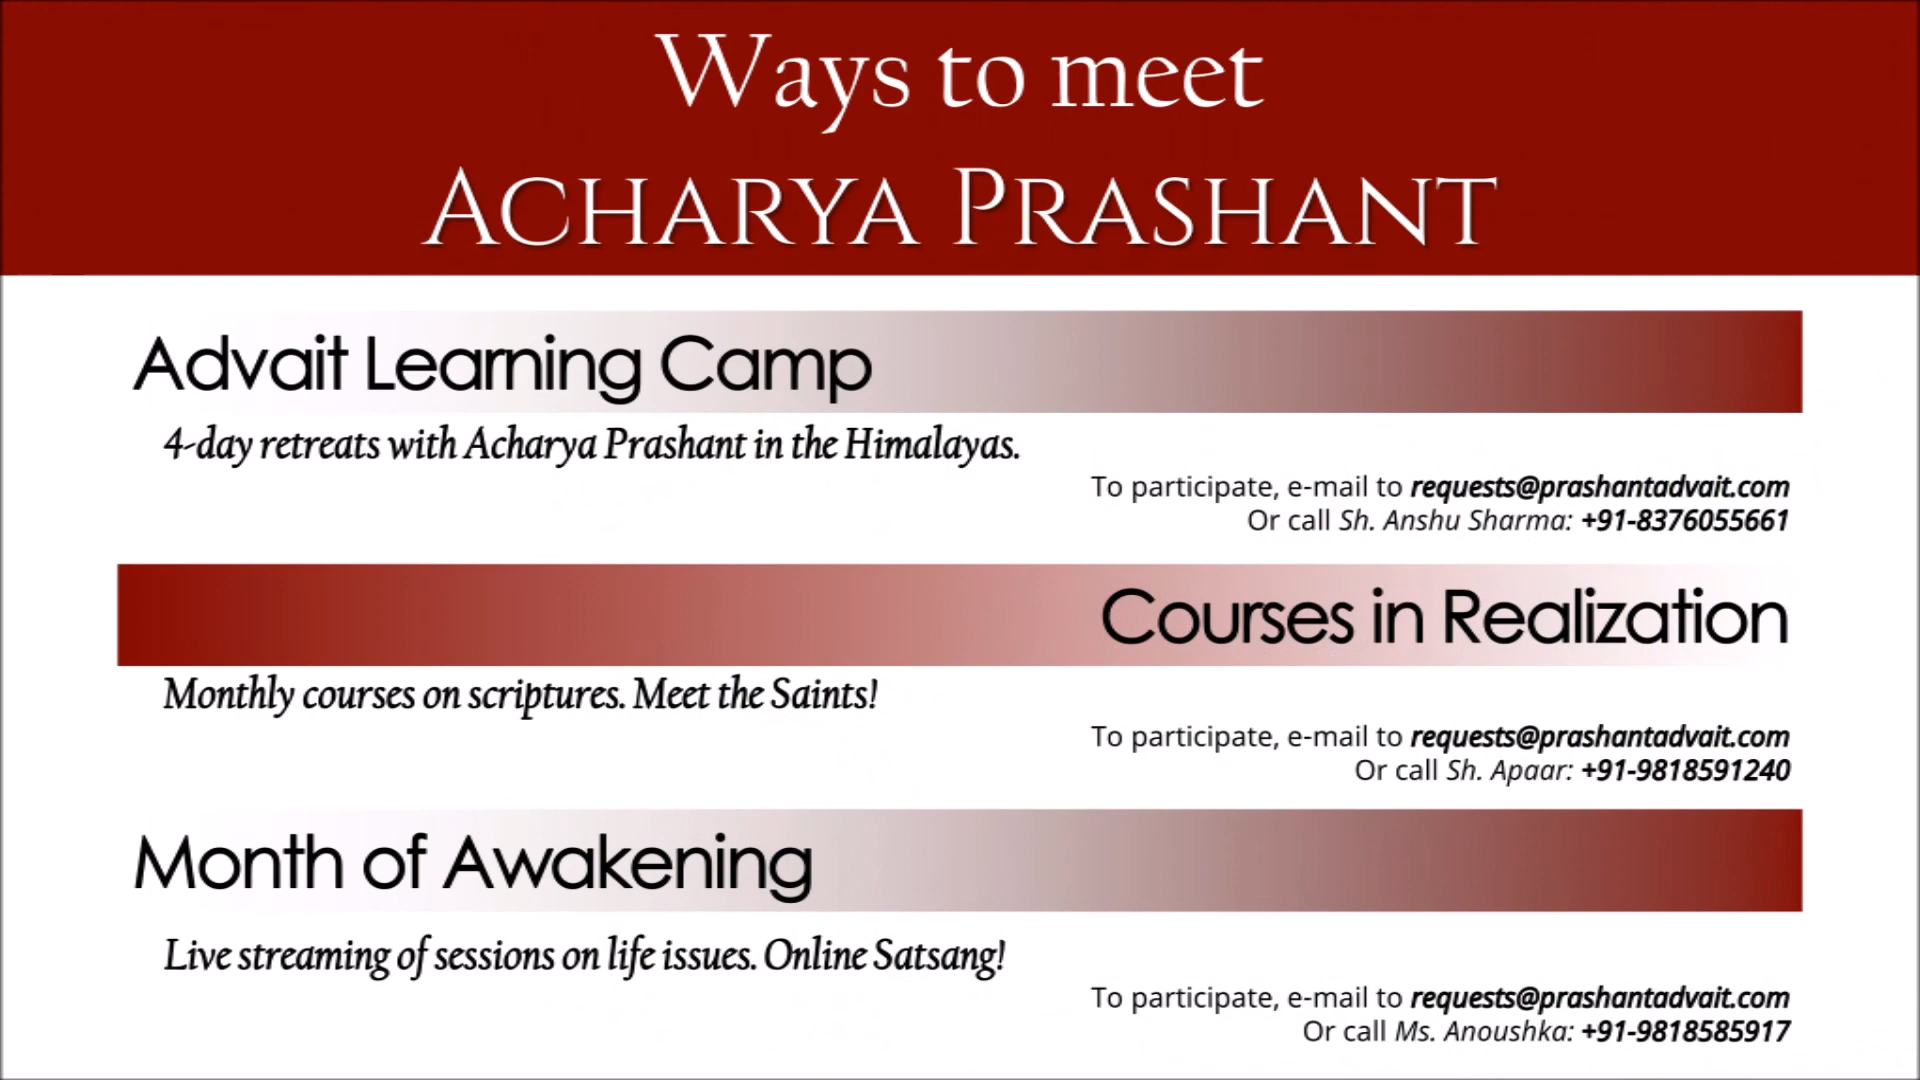 Ways to meet
ACHARYA PRASHANT
Advait Learning Camp
4-day retreats with Acharya Prashant in the Himalayas.
To participate, e-mail to requests@prashantadvait.com
Or call Sh. Anshu Sharma: +91-8376055661
Courses in Realization
Monthly courses on scriptures. Meet the Saints!
To participate, e-mail to requests@prashantadvait.com
Or call Sh. Apaar: +91-9818591240
Month of Awakening
Live streaming of sessions on life issues. Online Satsang!
To participate, e-mail to requests@prashantadvait.com
Or call Ms. Anoushka: +91-9818585917